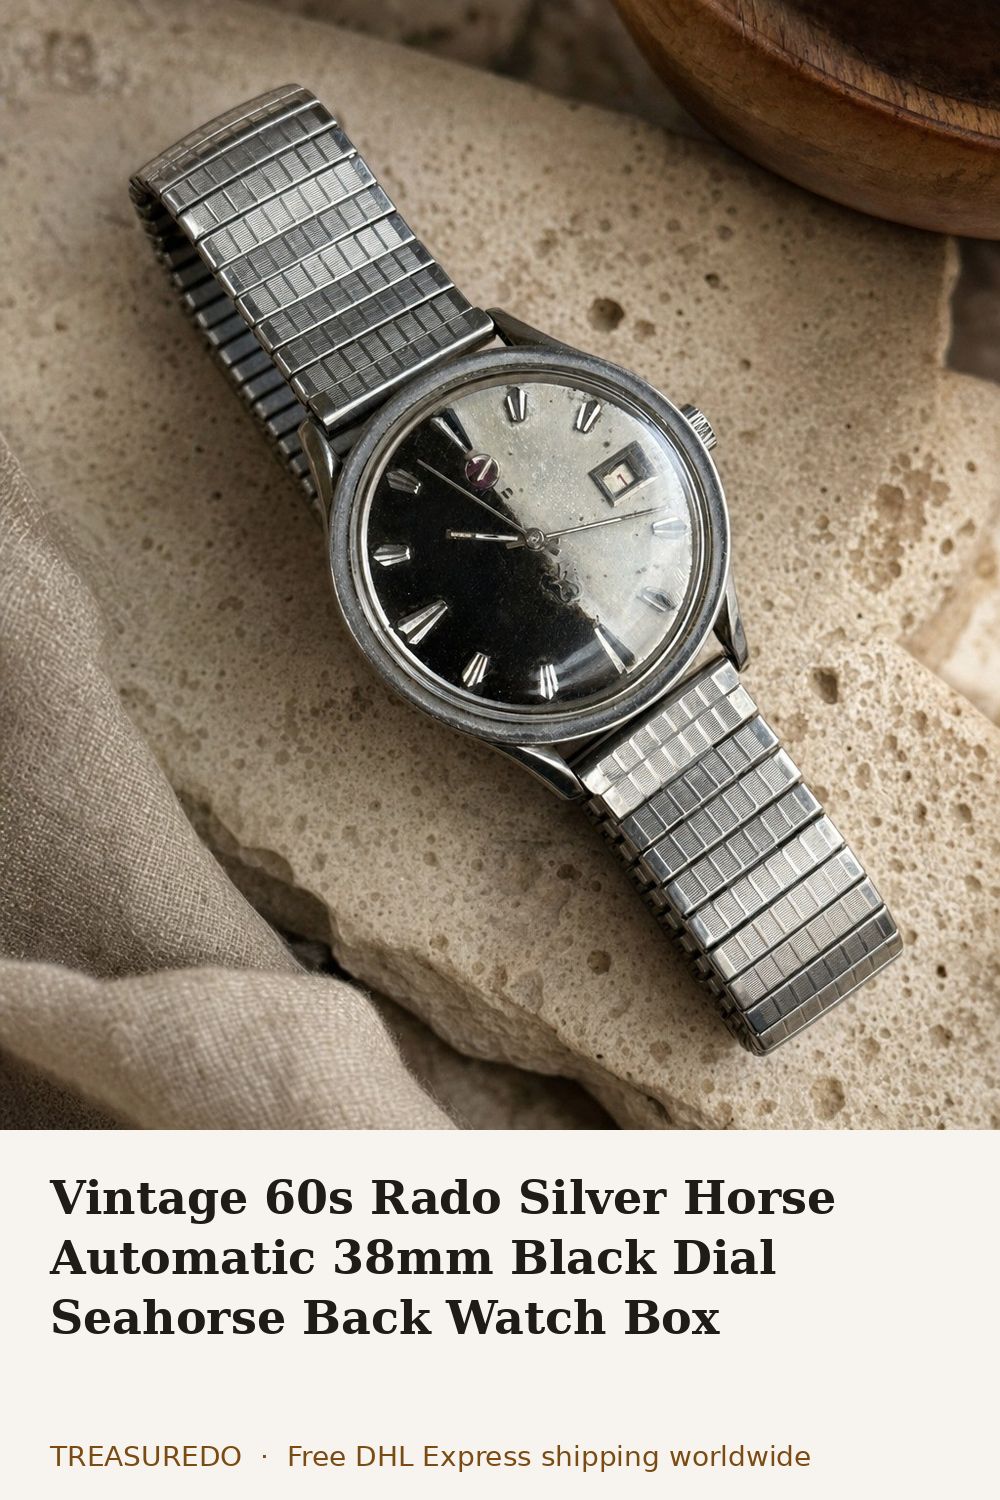 1
Vintage 60s Rado Silver Horse
Automatic 38mm Black Dial
Seahorse Back Watch Box
TREASUREDO · Free DHL Express shipping worldwide